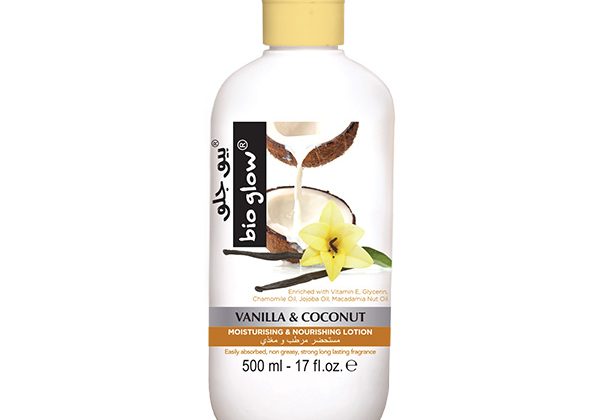 بيو جلو®
bio glow®
Enriched with Vitamin E, Glycerin,
Chamomile Oil, Jojoba Oil, Macadamia Nut Oil
VANILLA & COCONUT
MOISTURISING & NOURISHING LOTION
مستحضر مرطب و مغذي
Easily absorbed, non greasy, strong long lasting fragrance
500 ml - 17 fl.oz. ℮